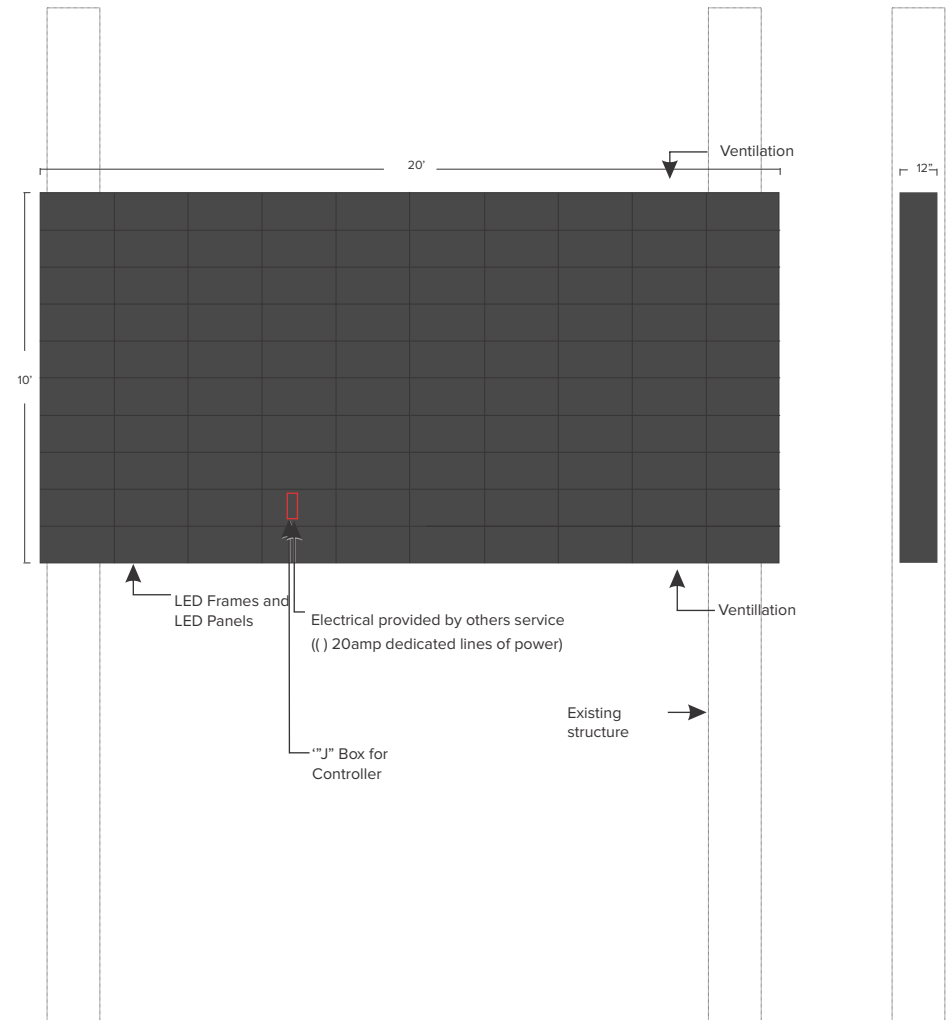 Ventilation
20’
12”
10’
LED Frames and
LED Panels
Electrical provided by others service
(( ) 20amp dedicated lines of power)
Ventillation
Existing
structure
‘”J” Box for
Controller